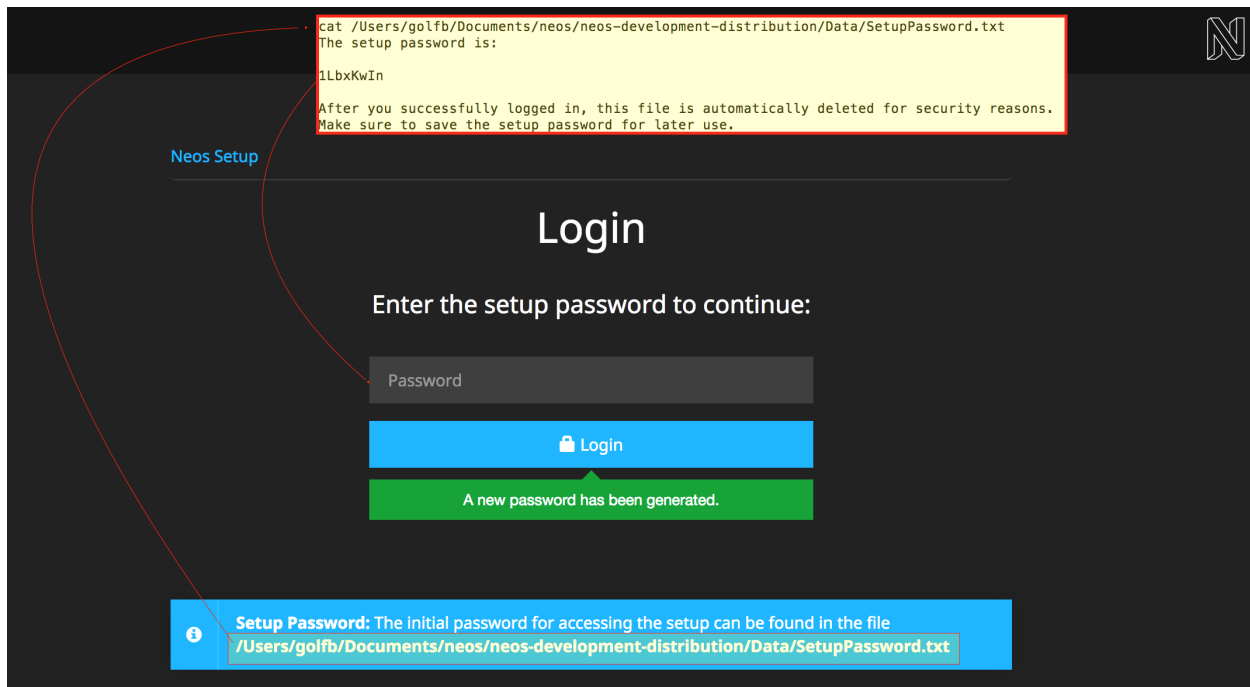 cat /Users/golfb/Documents/neos/neos-development-distribution/Data/SetupPassword.txt
The setup password is:
1LbxKwIn
After you successfully logged in, this file is automatically deleted for security reasons.
Make sure to save the setup password for later use.
Neos Setup
Login
Enter the setup password to continue:
Password
Login
A new password has been generated.
Setup Password: The initial password for accessing the setup can be found in the file
/Users/golfb/Documents/neos/neos-development-distribution/Data/SetupPassword.txt